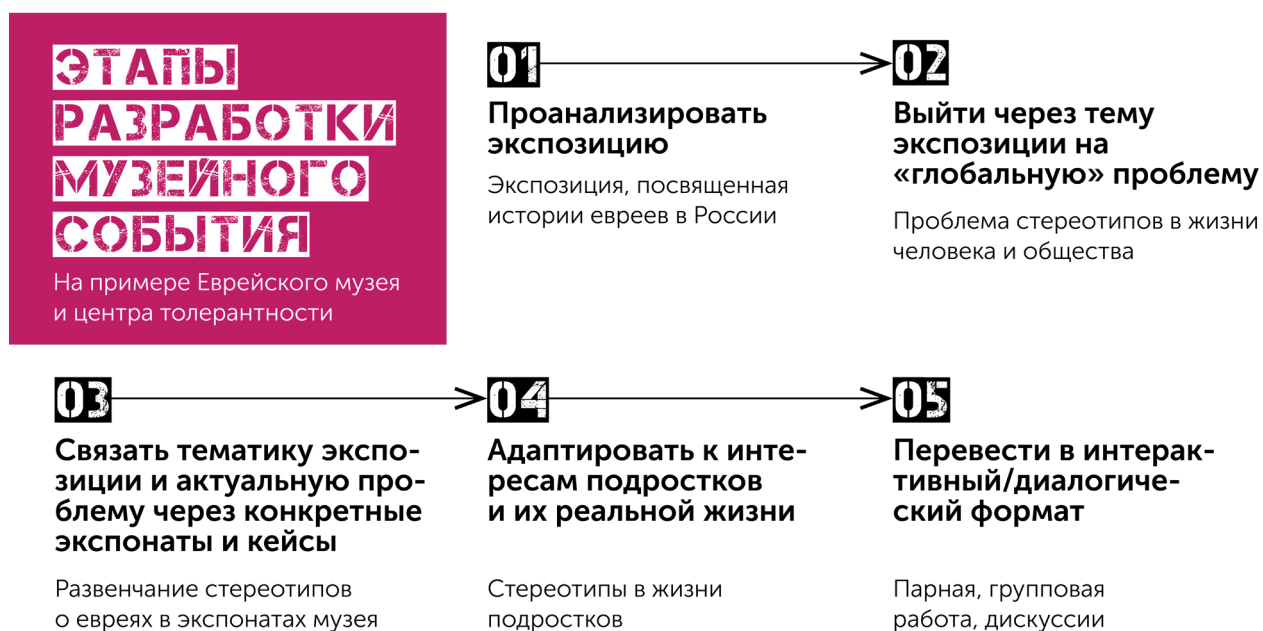 ЭТАПЫ
РАЗРАБОТКИ
МУЗЕЙНОГО
СОБЫТИЯ
На примере Еврейского музея
и центра толерантности
01
Проанализировать
экспозицию
Экспозиция, посвященная
истории евреев в России
02
Выйти через тему
экспозиции на
«глобальную» проблему
Проблема стереотипов в жизни
человека и общества
03
Связать тематику экспо-
зиции и актуальную про-
блему через конкретные
экспонаты и кейсы
Развенчание стереотипов
о евреях в экспонатах музея
04
Адаптировать к инте-
ресам подростков
и их реальной жизни
Стереотипы в жизни
подростков
05
Перевести в интерак-
тивный/диалогиче-
ский формат
Парная, групповая
работа, дискуссии